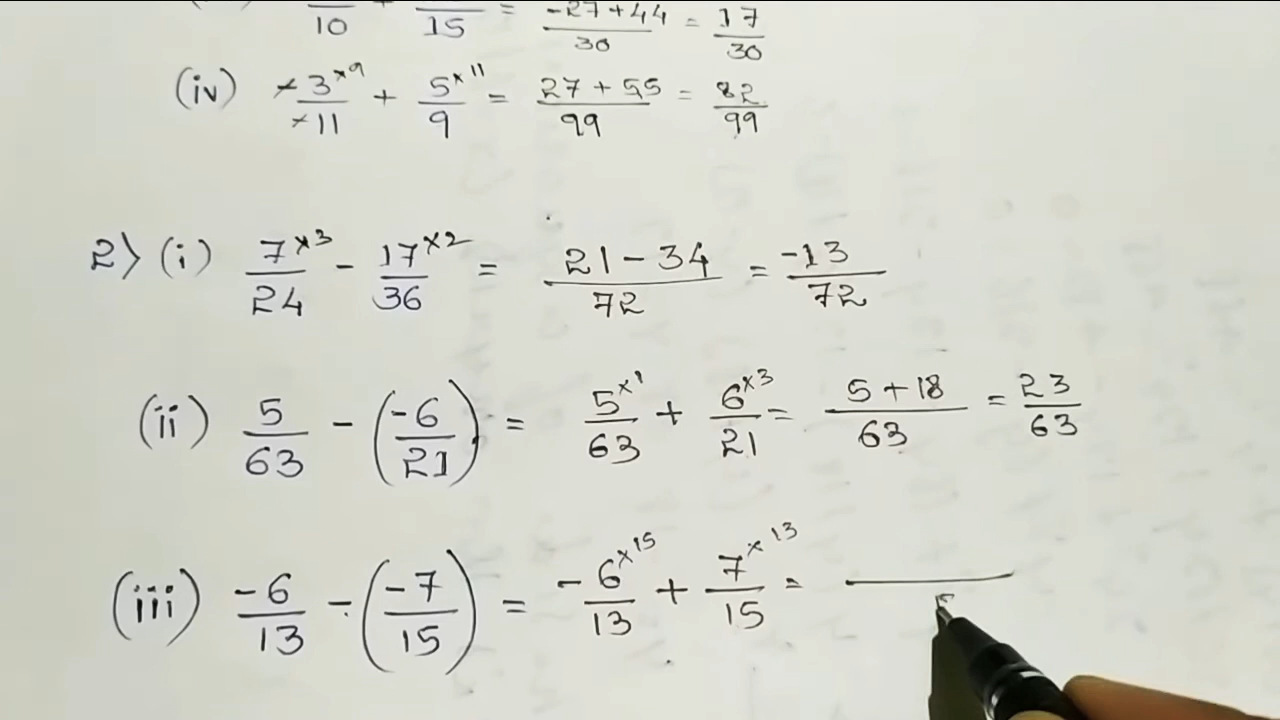 /10 + /15 = (-27+44)/30 = 17/30
(iv) -3^×9/-11 + 5^×11/9 = (27+55)/99 = 82/99
2) (i) 7^×3/24 - 17^×2/36 = (21-34)/72 = -13/72
(ii) 5/63 - (-6/21) = 5^×1/63 + 6^×3/21 = (5+18)/63 = 23/63
(iii) -6/13 - (-7/15) = -6^×15/13 + 7^×13/15 =